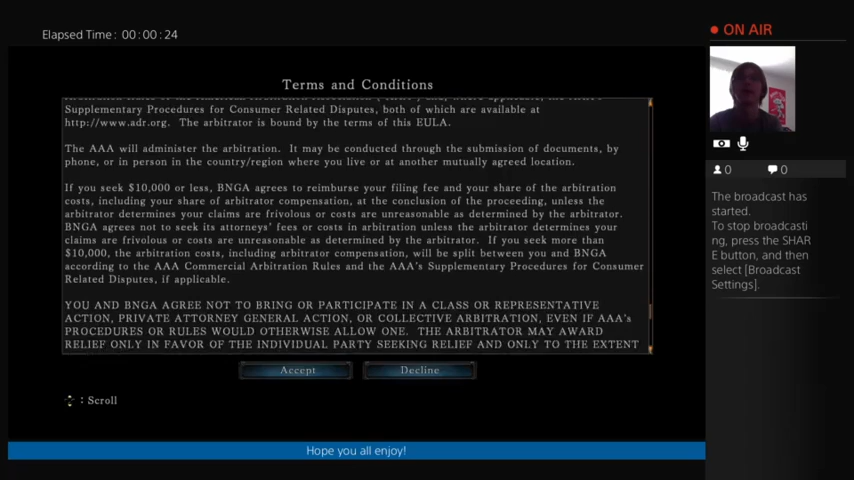 Elapsed Time: 00:00:24
ON AIR
Terms and Conditions
Supplementary Procedures for Consumer Related Disputes, both of which are available at
http://www.adr.org. The arbitrator is bound by the terms of this EULA.
The AAA will administer the arbitration. It may be conducted through the submission of documents, by
phone, or in person in the country/region where you live or at another mutually agreed location.
If you seek $10,000 or less, BNGA agrees to reimburse your filing fee and your share of the arbitration
costs, including your share of arbitrator compensation, at the conclusion of the proceeding, unless the
arbitrator determines your claims are frivolous or costs are unreasonable as determined by the arbitrator.
BNGA agrees not to seek its attorneys' fees or costs in arbitration unless the arbitrator determines your
claims are frivolous or costs are unreasonable as determined by the arbitrator. If you seek more than
$10,000, the arbitration costs, including arbitrator compensation, will be split between you and BNGA
according to the AAA Commercial Arbitration Rules and the AAA's Supplementary Procedures for Consumer
Related Disputes, if applicable.
YOU AND BNGA AGREE NOT TO BRING OR PARTICIPATE IN A CLASS OR REPRESENTATIVE
ACTION, PRIVATE ATTORNEY GENERAL ACTION, OR COLLECTIVE ARBITRATION, EVEN IF AAA's
PROCEDURES OR RULES WOULD OTHERWISE ALLOW ONE. THE ARBITRATOR MAY AWARD
RELIEF ONLY IN FAVOR OF THE INDIVIDUAL PARTY SEEKING RELIEF AND ONLY TO THE EXTENT
Accept
Decline
: Scroll
0
0
The broadcast has
started.
To stop broadcasti
ng, press the SHAR
E button, and then
select [Broadcast
Settings].
Hope you all enjoy!